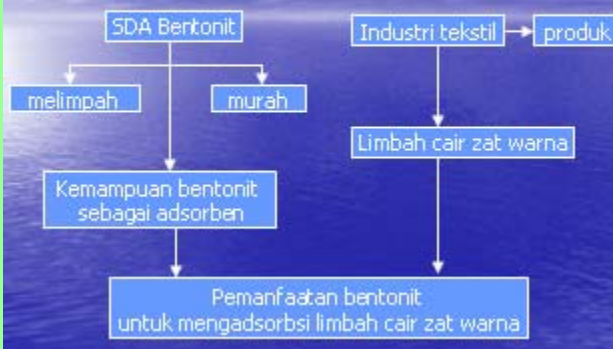 SDA Bentonit
Industri tekstil
produk
melimpah
murah
Limbah cair zat warna
Kemampuan bentonit
sebagai adsorben
Pemanfaatan bentonit
untuk mengadsorbsi limbah cair zat warna